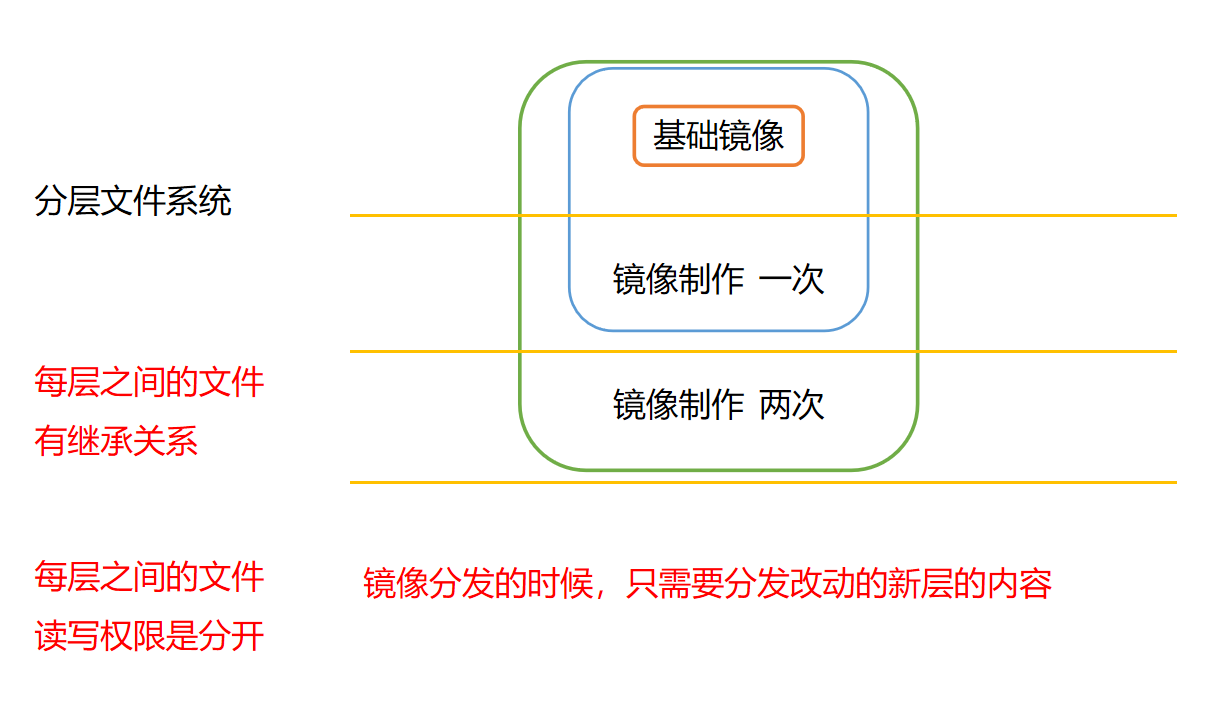 基础镜像
分层文件系统
镜像制作 一次
每层之间的文件
有继承关系
镜像制作 两次
每层之间的文件
读写权限是分开
镜像分发的时候，只需要分发改动的新层的内容